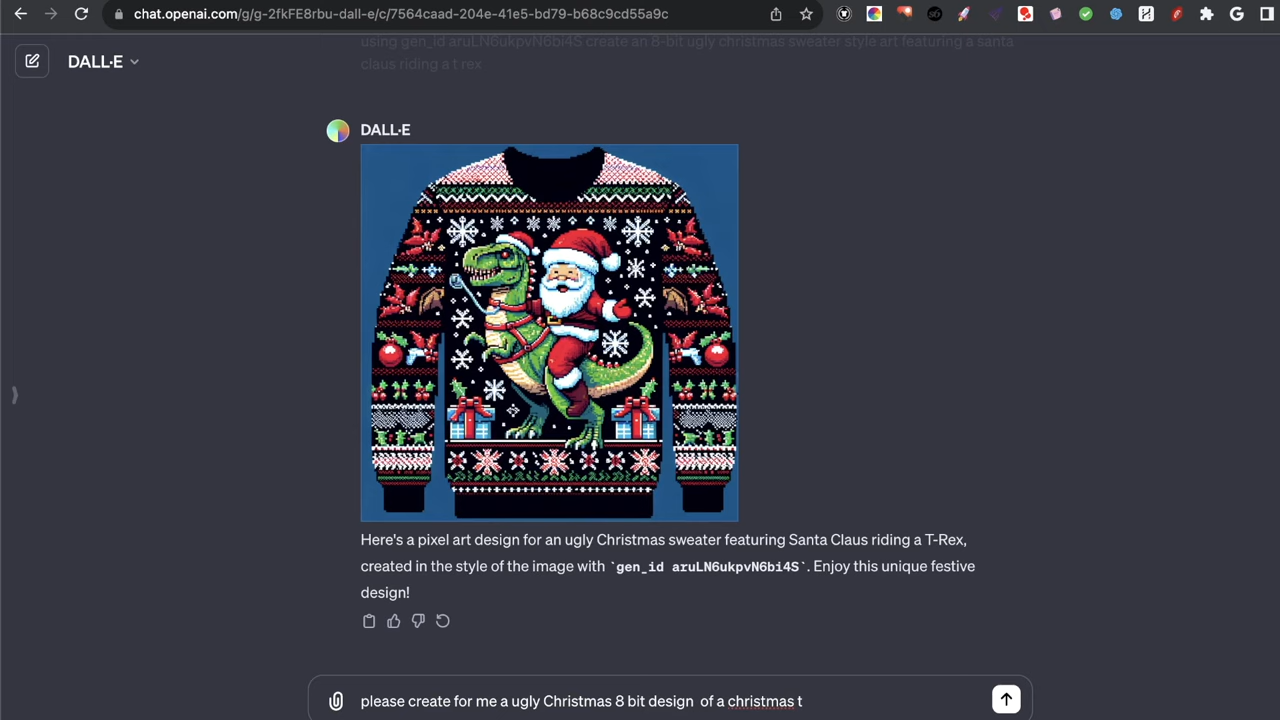 chat.openai.com/g/g-2fkFE8rbu-dall-e/c/7564caad-204e-41e5-bd79-b68c9cd55a9c
using gen_id aruLN6ukpvN6bi4S create an 8-bit ugly christmas sweater style art featuring a santa
DALL·E
claus riding a t rex
DALL·E
Here's a pixel art design for an ugly Christmas sweater featuring Santa Claus riding a T-Rex,
created in the style of the image with `gen_id aruLN6ukpvN6bi4S`. Enjoy this unique festive
design!
please create for me a ugly Christmas 8 bit design  of a christmas t